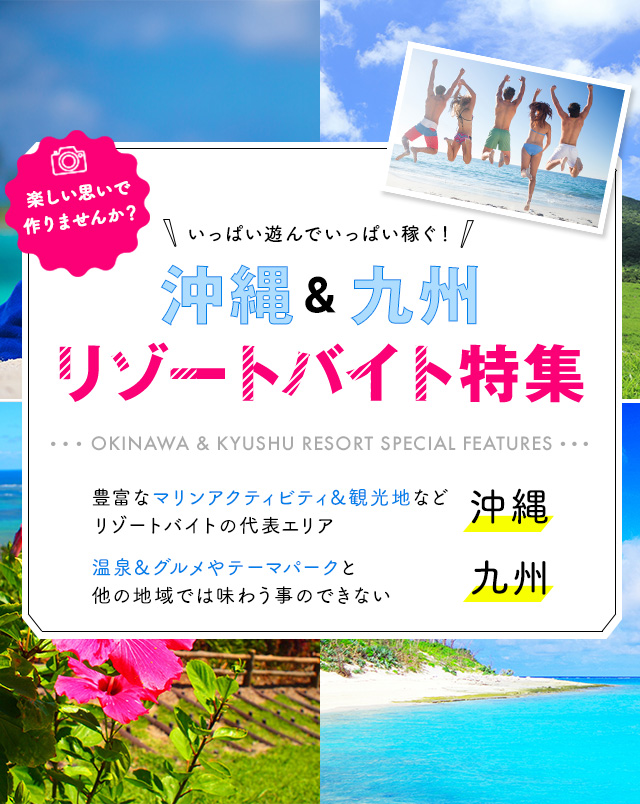 楽しい思いで
作りませんか?
いっぱい遊んでいっぱい稼ぐ!
沖縄&九州
リゾートバイト特集
OKINAWA & KYUSHU RESORT SPECIAL FEATURES
豊富なマリンアクティビティ&観光地など
リゾートバイトの代表エリア
沖縄
温泉&グルメやテーマパークと
他の地域では味わう事のできない
九州